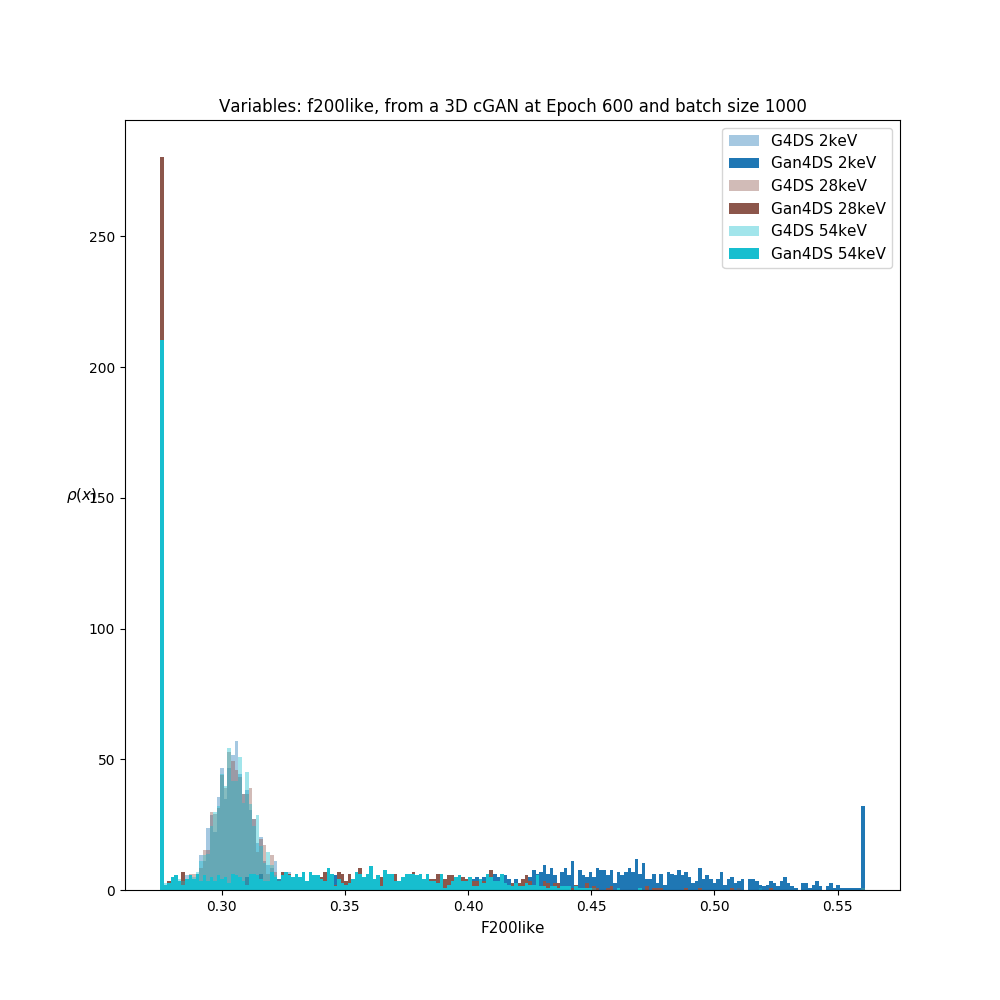 Variables: f200like, from a 3D cGAN at Epoch 600 and batch size 1000
G4DS 2keV
Gan4DS 2keV
G4DS 28keV
Gan4DS 28keV
G4DS 54keV
Gan4DS 54keV
250
200
ρ(x)
150
100
50
0
0.30 0.35 0.40 0.45 0.50 0.55
F200like